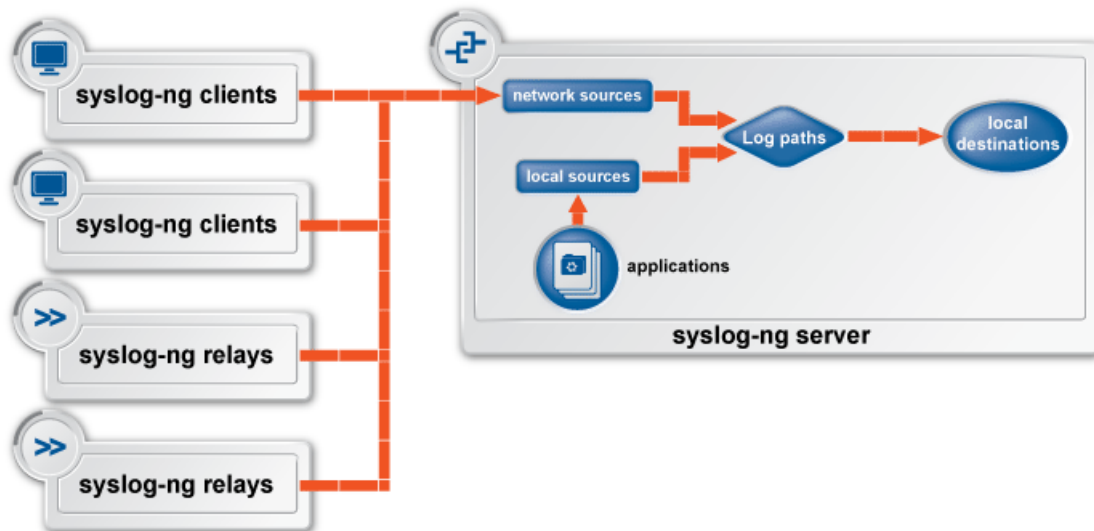 syslog-ng clients
syslog-ng clients
syslog-ng relays
syslog-ng relays
network sources
local sources
applications
Log paths
local
destinations
syslog-ng server